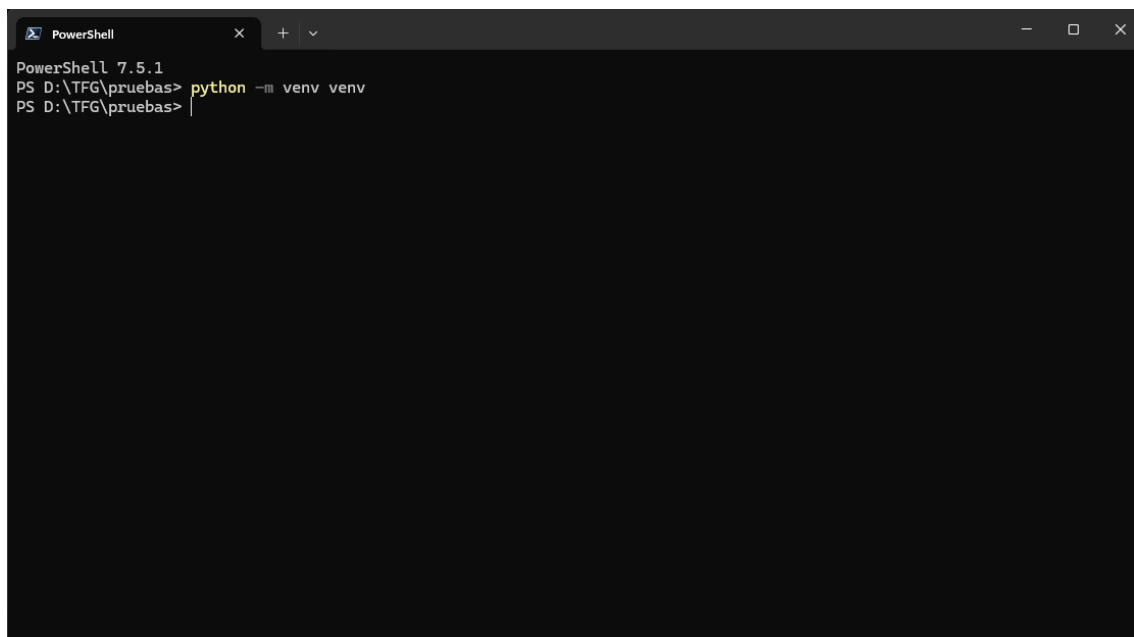 PowerShell
PowerShell 7.5.1
PS D:\TFG\pruebas> python -m venv venv
PS D:\TFG\pruebas>